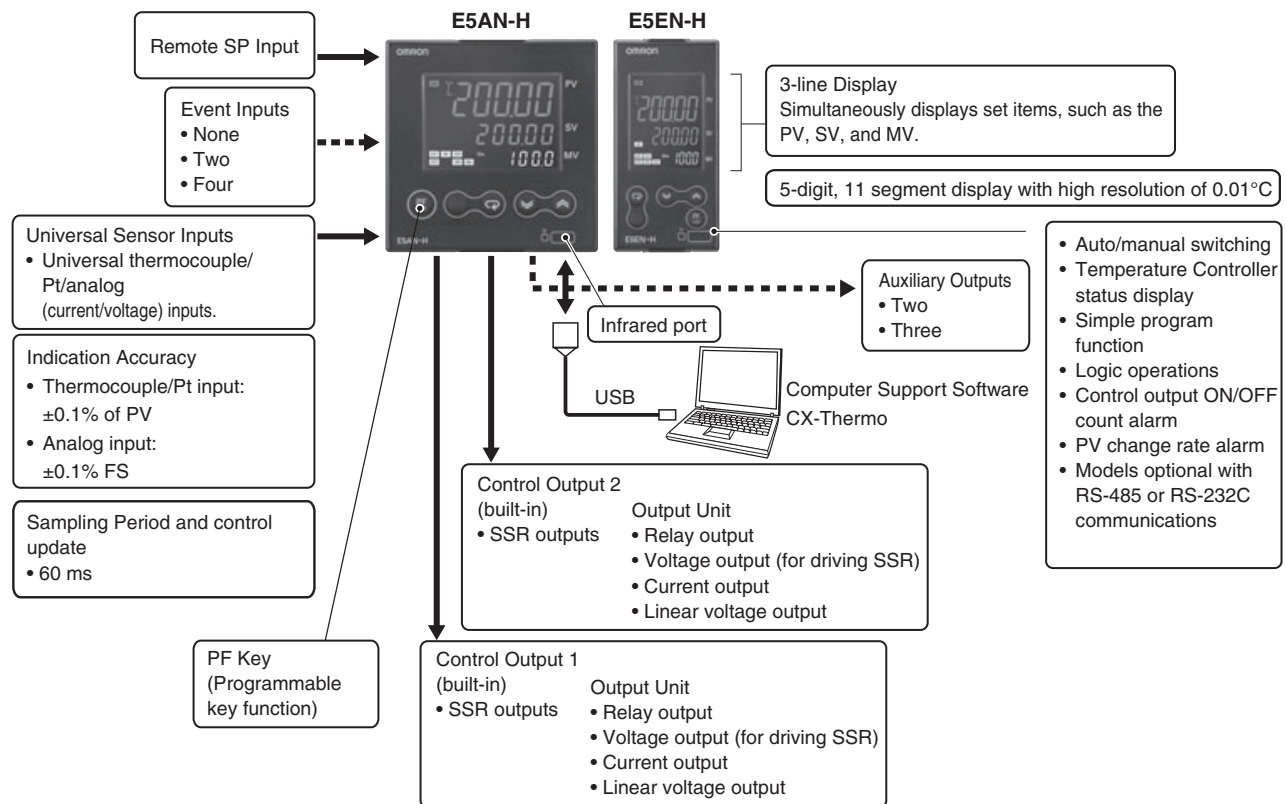 E5AN-H
E5EN-H
Remote SP Input
Event Inputs
• None
• Two
• Four
Universal Sensor Inputs
• Universal thermocouple/
Pt/analog
(current/voltage) inputs.
Indication Accuracy
• Thermocouple/Pt input:
±0.1% of PV
• Analog input:
±0.1% FS
Sampling Period and control
update
• 60 ms
PF Key
(Programmable
key function)
OMRON
℃
200.00
PV
200.00
SV
100.0
MV
PF
E5AN-H
OMRON
200.00
200.00
100.0
E5EN-H
3-line Display
Simultaneously displays set items, such as the
PV, SV, and MV.
5-digit, 11 segment display with high resolution of 0.01°C
• Auto/manual switching
• Temperature Controller
status display
• Simple program
function
• Logic operations
• Control output ON/OFF
count alarm
• PV change rate alarm
• Models optional with
RS-485 or RS-232C
communications
Auxiliary Outputs
• Two
• Three
Infrared port
USB
Computer Support Software
CX-Thermo
Control Output 2
(built-in)
• SSR outputs
Output Unit
• Relay output
• Voltage output (for driving SSR)
• Current output
• Linear voltage output
Control Output 1
(built-in)
• SSR outputs
Output Unit
• Relay output
• Voltage output (for driving SSR)
• Current output
• Linear voltage output